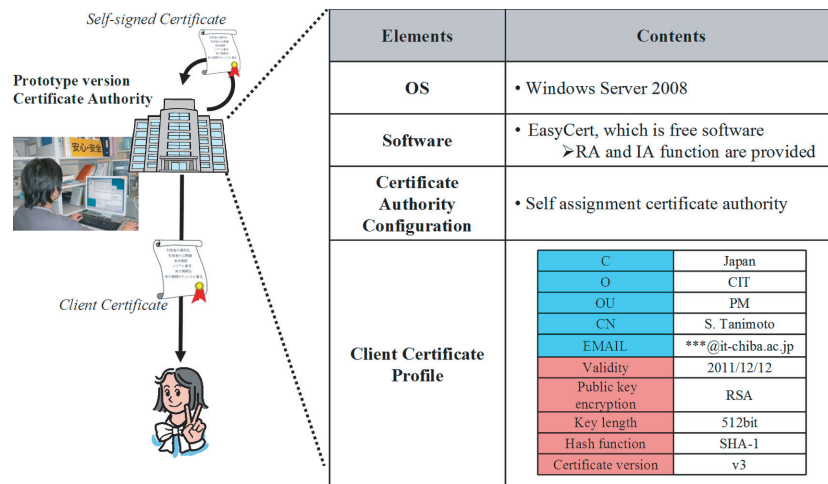 Self-signed Certificate
Prototype version
Certificate Authority
安心・安全
Client Certificate
Elements
Contents
OS
• Windows Server 2008
Software
• EasyCert, which is free software
➢RA and IA function are provided
Certificate
Authority
Configuration
• Self assignment certificate authority
Client Certificate
Profile
C
Japan
O
CIT
OU
PM
CN
S. Tanimoto
EMAIL
***@it-chiba.ac.jp
Validity
2011/12/12
Public key
encryption
RSA
Key length
512bit
Hash function
SHA-1
Certificate version
v3